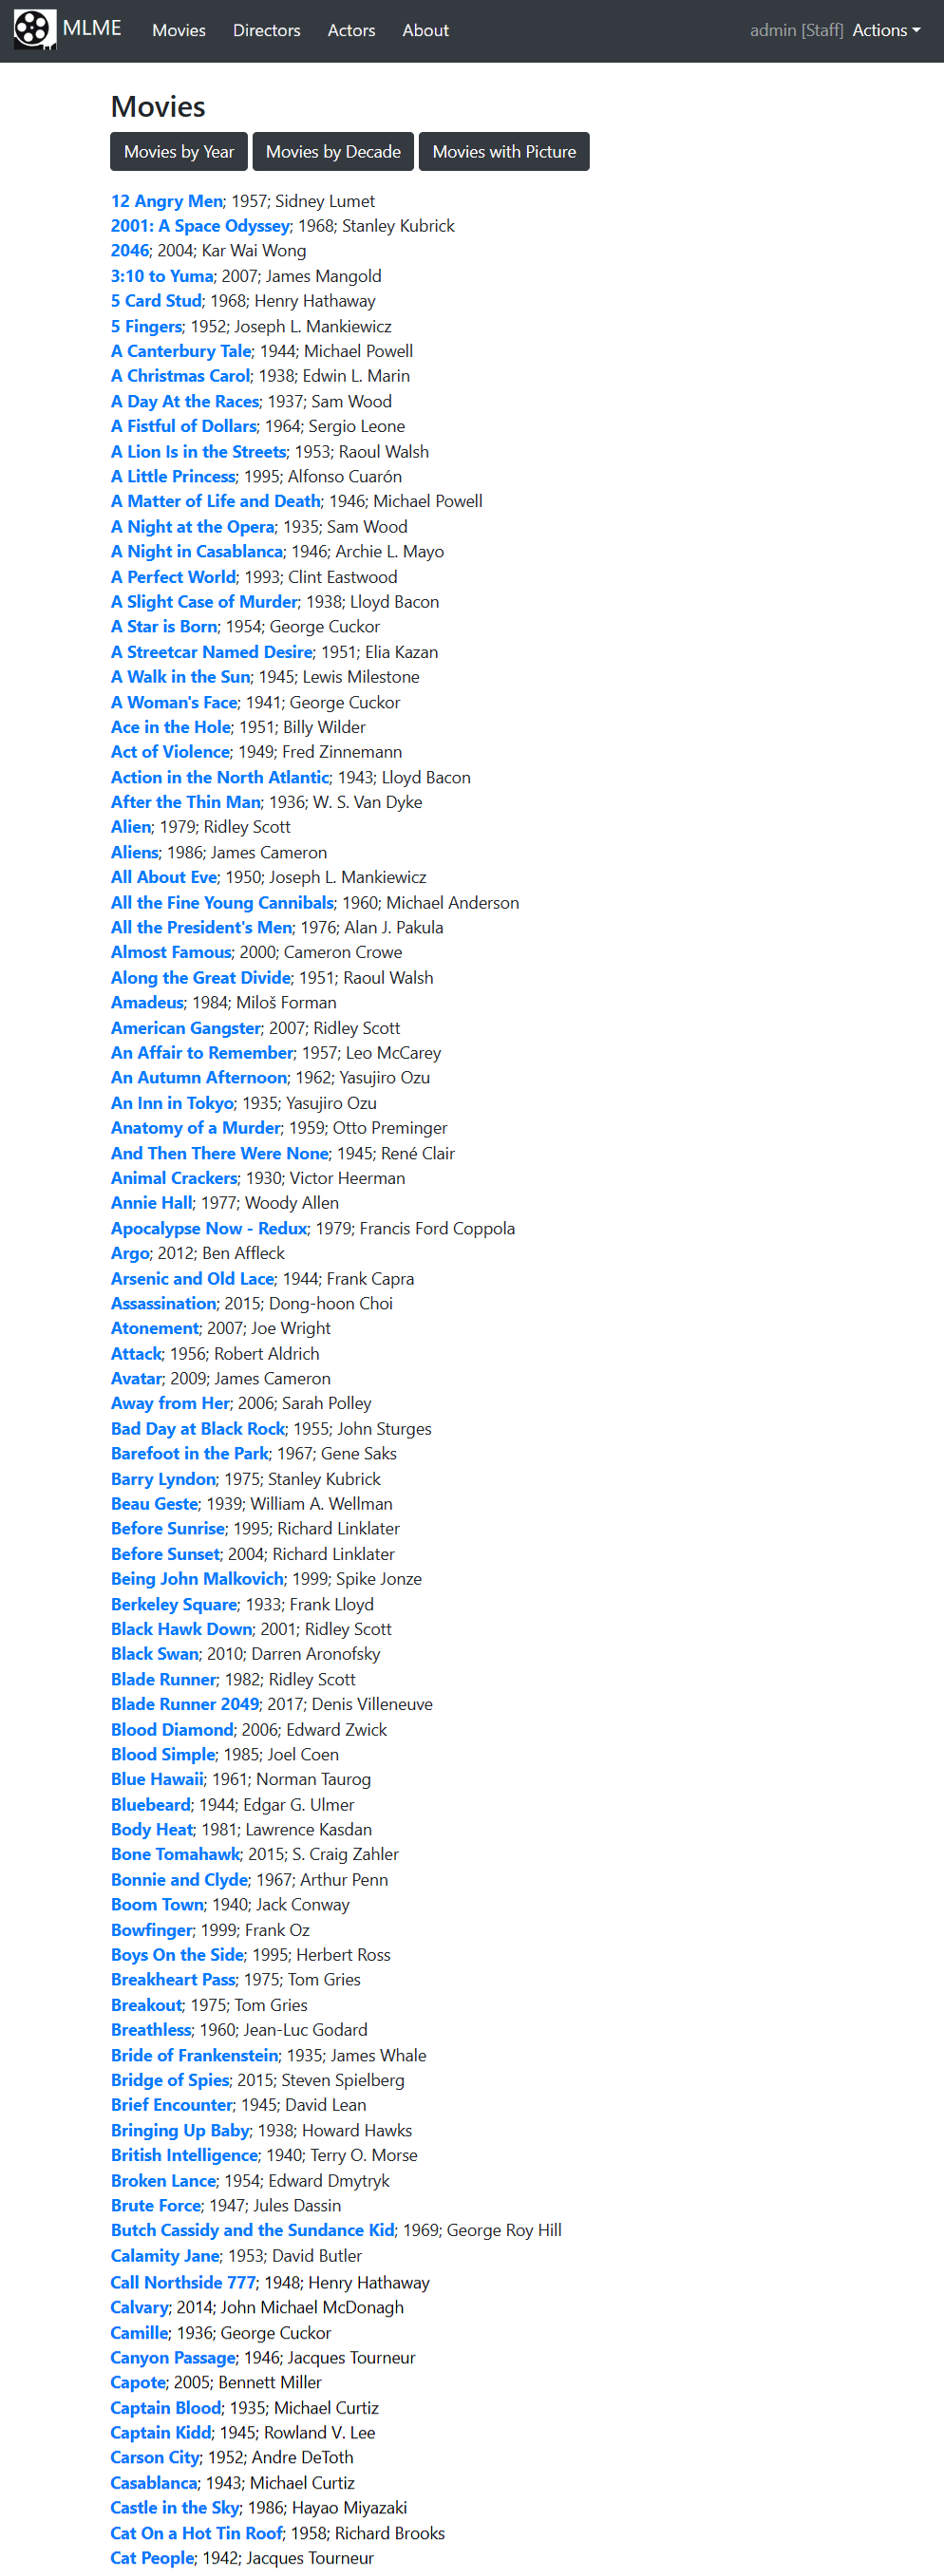 MLME Movies Directors Actors About admin [Staff] Actions
Movies
Movies by Year Movies by Decade Movies with Picture
12 Angry Men; 1957; Sidney Lumet
2001: A Space Odyssey; 1968; Stanley Kubrick
2046; 2004; Kar Wai Wong
3:10 to Yuma; 2007; James Mangold
5 Card Stud; 1968; Henry Hathaway
5 Fingers; 1952; Joseph L. Mankiewicz
A Canterbury Tale; 1944; Michael Powell
A Christmas Carol; 1938; Edwin L. Marin
A Day At the Races; 1937; Sam Wood
A Fistful of Dollars; 1964; Sergio Leone
A Lion Is in the Streets; 1953; Raoul Walsh
A Little Princess; 1995; Alfonso Cuarón
A Matter of Life and Death; 1946; Michael Powell
A Night at the Opera; 1935; Sam Wood
A Night in Casablanca; 1946; Archie L. Mayo
A Perfect World; 1993; Clint Eastwood
A Slight Case of Murder; 1938; Lloyd Bacon
A Star is Born; 1954; George Cuckor
A Streetcar Named Desire; 1951; Elia Kazan
A Walk in the Sun; 1945; Lewis Milestone
A Woman's Face; 1941; George Cuckor
Ace in the Hole; 1951; Billy Wilder
Act of Violence; 1949; Fred Zinnemann
Action in the North Atlantic; 1943; Lloyd Bacon
After the Thin Man; 1936; W. S. Van Dyke
Alien; 1979; Ridley Scott
Aliens; 1986; James Cameron
All About Eve; 1950; Joseph L. Mankiewicz
All the Fine Young Cannibals; 1960; Michael Anderson
All the President's Men; 1976; Alan J. Pakula
Almost Famous; 2000; Cameron Crowe
Along the Great Divide; 1951; Raoul Walsh
Amadeus; 1984; Miloš Forman
American Gangster; 2007; Ridley Scott
An Affair to Remember; 1957; Leo McCarey
An Autumn Afternoon; 1962; Yasujiro Ozu
An Inn in Tokyo; 1935; Yasujiro Ozu
Anatomy of a Murder; 1959; Otto Preminger
And Then There Were None; 1945; René Clair
Animal Crackers; 1930; Victor Heerman
Annie Hall; 1977; Woody Allen
Apocalypse Now - Redux; 1979; Francis Ford Coppola
Argo; 2012; Ben Affleck
Arsenic and Old Lace; 1944; Frank Capra
Assassination; 2015; Dong-hoon Choi
Atonement; 2007; Joe Wright
Attack; 1956; Robert Aldrich
Avatar; 2009; James Cameron
Away from Her; 2006; Sarah Polley
Bad Day at Black Rock; 1955; John Sturges
Barefoot in the Park; 1967; Gene Saks
Barry Lyndon; 1975; Stanley Kubrick
Beau Geste; 1939; William A. Wellman
Before Sunrise; 1995; Richard Linklater
Before Sunset; 2004; Richard Linklater
Being John Malkovich; 1999; Spike Jonze
Berkeley Square; 1933; Frank Lloyd
Black Hawk Down; 2001; Ridley Scott
Black Swan; 2010; Darren Aronofsky
Blade Runner; 1982; Ridley Scott
Blade Runner 2049; 2017; Denis Villeneuve
Blood Diamond; 2006; Edward Zwick
Blood Simple; 1985; Joel Coen
Blue Hawaii; 1961; Norman Taurog
Bluebeard; 1944; Edgar G. Ulmer
Body Heat; 1981; Lawrence Kasdan
Bone Tomahawk; 2015; S. Craig Zahler
Bonnie and Clyde; 1967; Arthur Penn
Boom Town; 1940; Jack Conway
Bowfinger; 1999; Frank Oz
Boys On the Side; 1995; Herbert Ross
Breakheart Pass; 1975; Tom Gries
Breakout; 1975; Tom Gries
Breathless; 1960; Jean-Luc Godard
Bride of Frankenstein; 1935; James Whale
Bridge of Spies; 2015; Steven Spielberg
Brief Encounter; 1945; David Lean
Bringing Up Baby; 1938; Howard Hawks
British Intelligence; 1940; Terry O. Morse
Broken Lance; 1954; Edward Dmytryk
Brute Force; 1947; Jules Dassin
Butch Cassidy and the Sundance Kid; 1969; George Roy Hill
Calamity Jane; 1953; David Butler
Call Northside 777; 1948; Henry Hathaway
Calvary; 2014; John Michael McDonagh
Camille; 1936; George Cuckor
Canyon Passage; 1946; Jacques Tourneur
Capote; 2005; Bennett Miller
Captain Blood; 1935; Michael Curtiz
Captain Kidd; 1945; Rowland V. Lee
Carson City; 1952; Andre DeToth
Casablanca; 1943; Michael Curtiz
Castle in the Sky; 1986; Hayao Miyazaki
Cat On a Hot Tin Roof; 1958; Richard Brooks
Cat People; 1942; Jacques Tourneur